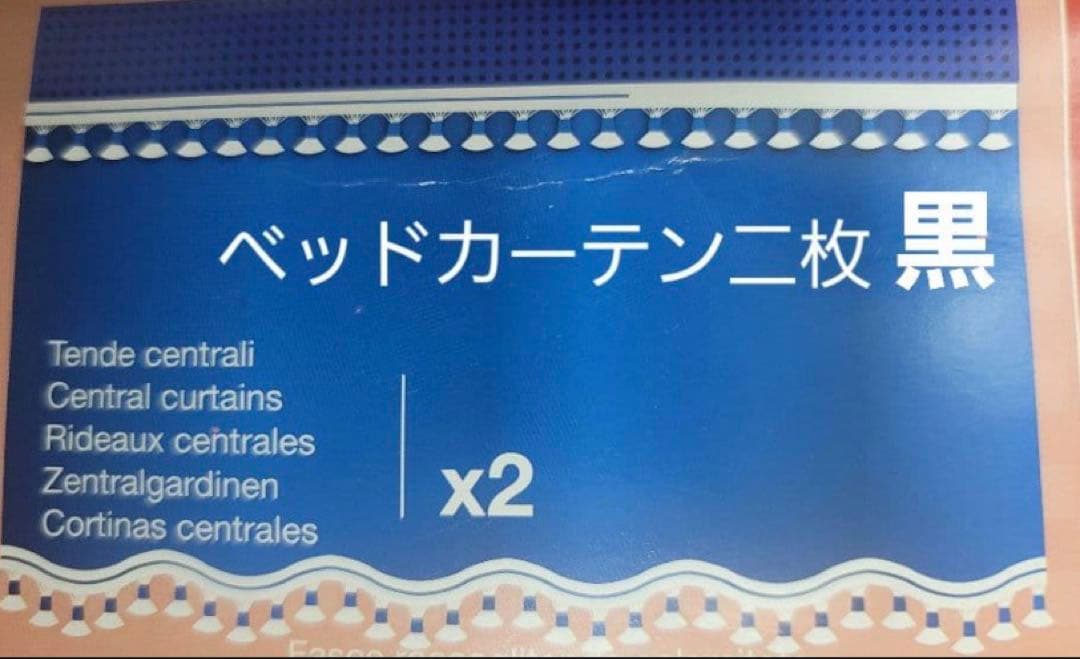 ベッドカーテン二枚 黒
Tende centrali
Central curtains
Rideaux centrales
Zentralgardinen
Cortinas centrales
x2